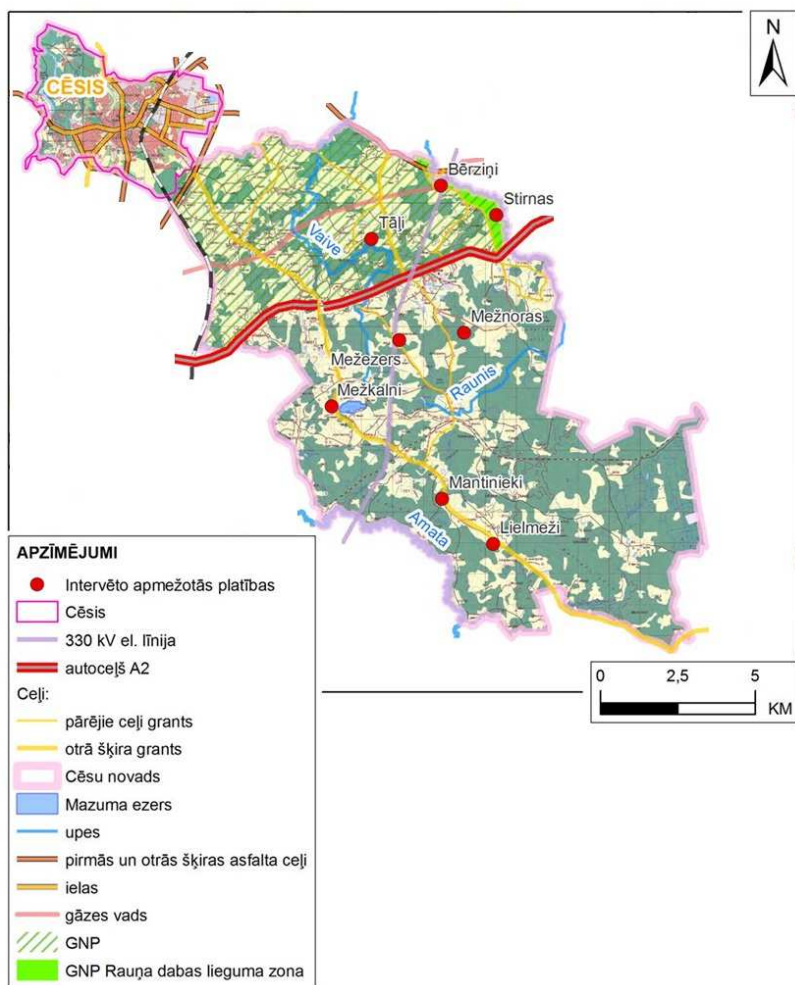 N
CĒSIS
Bērziņi
Stirnas
Tāļi
Vaive
Mežnoras
Mežezers
Raunis
Mežkalni
Mantinieki
Amata
Lielmeži
APZĪMĒJUMI
Intervēto apmežotās platības
Cēsis
330 kV el. līnija
autoceļš A2
Ceļi:
pārējie ceļi grants
otrā šķira grants
Cēsu novads
Mazuma ezers
upes
pirmās un otrās šķiras asfalta ceļi
ielas
gāzes vads
GNP
GNP Rauņa dabas lieguma zona
0 2,5 5
KM